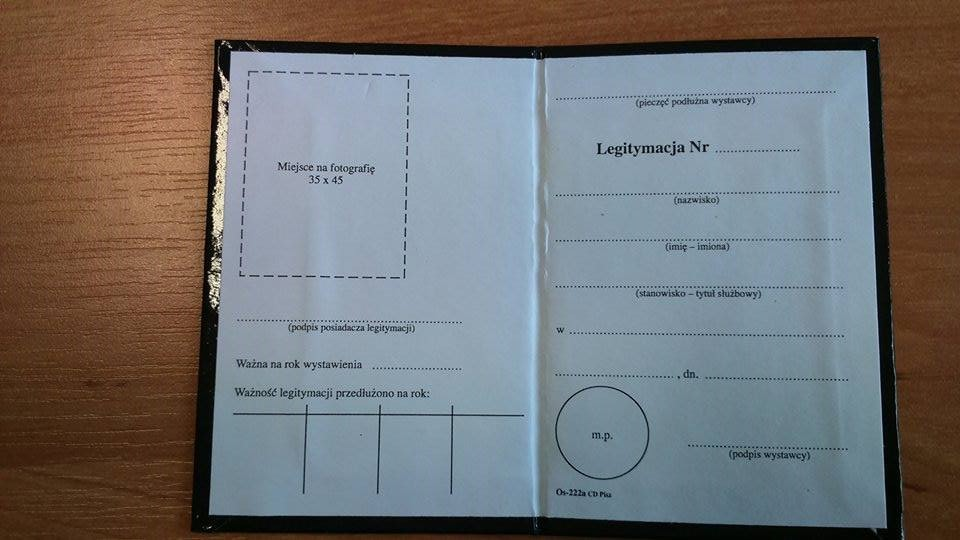 Miejsce na fotografię
35 x 45
(podpis posiadacza legitymacji)
Ważna na rok wystawienia ........................
Ważność legitymacji przedłużono na rok:
(pieczęć podłużna wystawcy)
Legitymacja Nr ........................
(nazwisko)
(imię – imiona)
(stanowisko – tytuł służbowy)
w ........................
........................ , dn. ........................
m.p.
(podpis wystawcy)
Os-222a CD Pisz